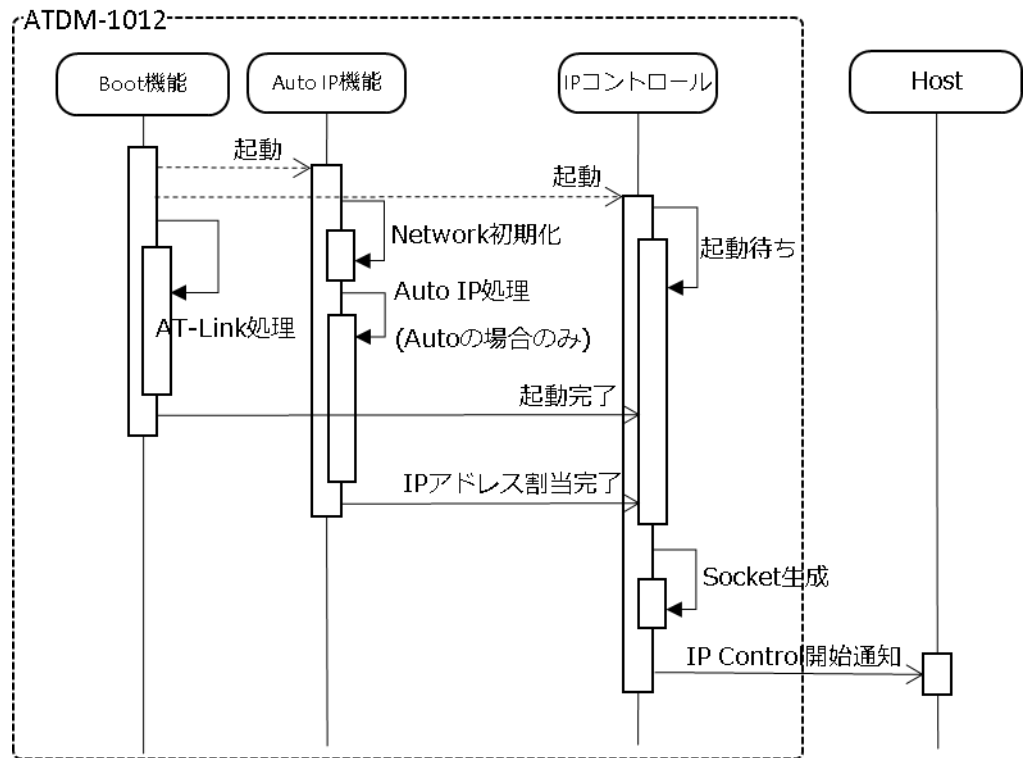 ATDM-1012
Boot機能
Auto IP機能
IPコントロール
Host
起動
起動
Network初期化
起動待ち
Auto IP処理
AT-Link処理
(Autoの場合のみ)
起動完了
IPアドレス割当完了
Socket生成
IP Control開始通知